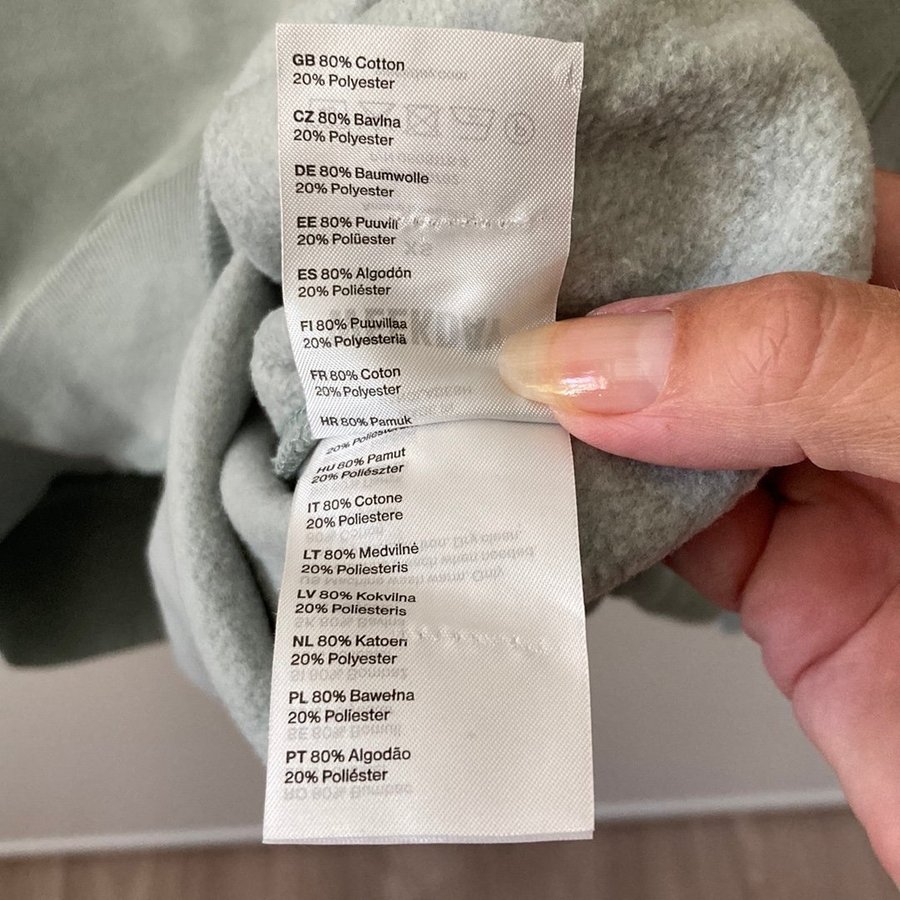 GB 80% Cotton
20% Polyester
CZ 80% Bavlna
20% Polyester
DE 80% Baumwolle
20% Polyester
EE 80% Puuvill
20% Polüester
ES 80% Algodón
20% Poliéster
FI 80% Puuvillaa
20% Polyesteriä
FR 80% Coton
20% Polyester
HR 80% Pamuk
20% Poliester
HU 80% Pamut
20% Poliészter
IT 80% Cotone
20% Poliestere
LT 80% Medvilnė
20% Poliesteris
LV 80% Kokvilna
20% Poliesteris
NL 80% Katoen
20% Polyester
PL 80% Bawełna
20% Poliester
PT 80% Algodão
20% Poliéster